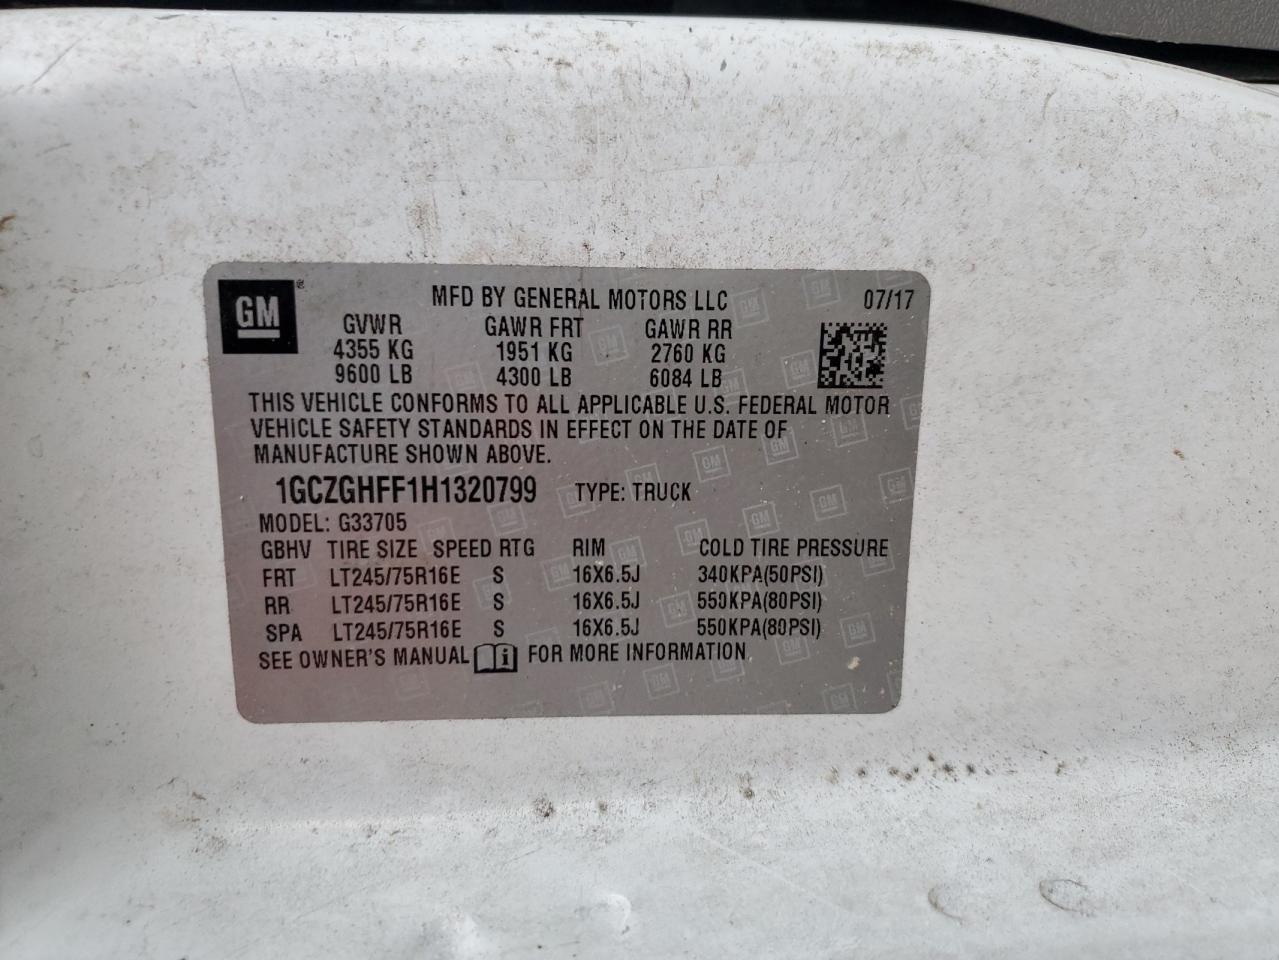 GM ®
MFD BY GENERAL MOTORS LLC 07/17
GVWR GAWR FRT GAWR RR
4355 KG 1951 KG 2760 KG
9600 LB 4300 LB 6084 LB
THIS VEHICLE CONFORMS TO ALL APPLICABLE U.S. FEDERAL MOTOR
VEHICLE SAFETY STANDARDS IN EFFECT ON THE DATE OF
MANUFACTURE SHOWN ABOVE.
1GCZGHFF1H1320799 TYPE: TRUCK
MODEL: G33705
GBHV TIRE SIZE SPEED RTG RIM COLD TIRE PRESSURE
FRT LT245/75R16E S 16X6.5J 340KPA(50PSI)
RR LT245/75R16E S 16X6.5J 550KPA(80PSI)
SPA LT245/75R16E S 16X6.5J 550KPA(80PSI)
SEE OWNER'S MANUAL i FOR MORE INFORMATION